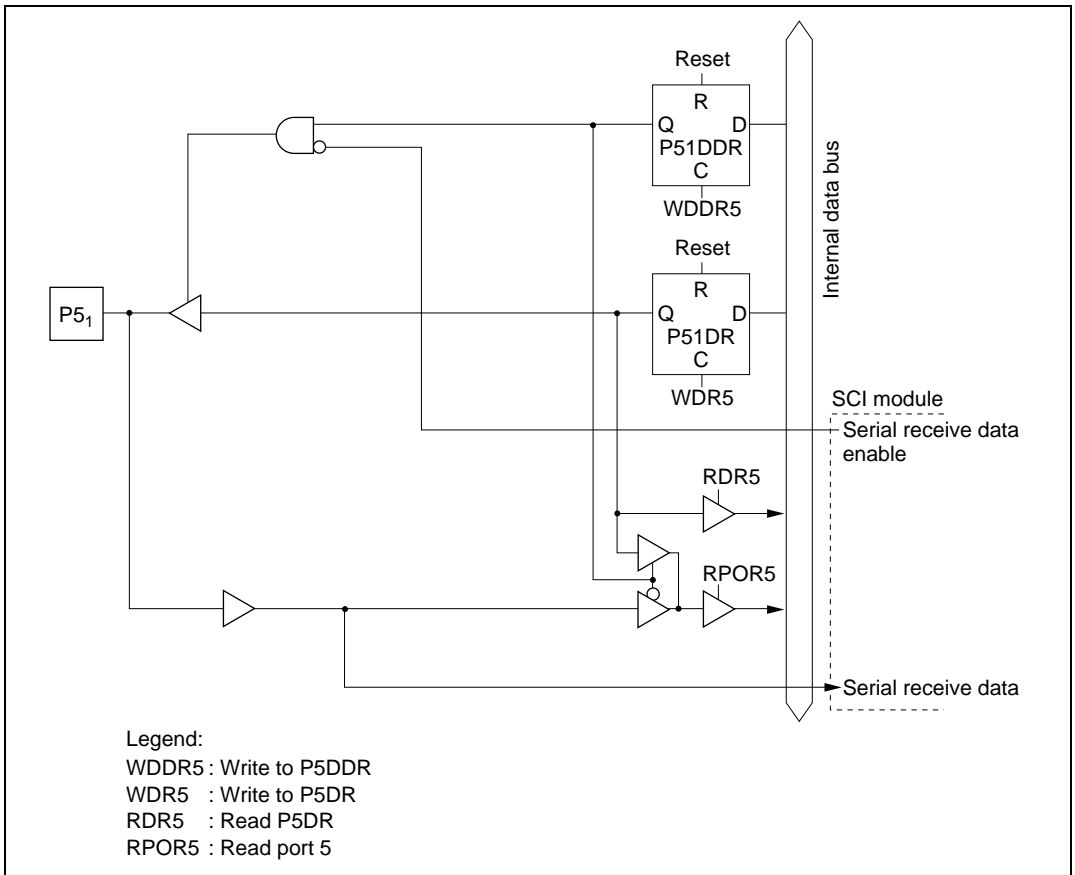 Reset
R
Q D
P51DDR
C
WDDR5
Internal data bus
Reset
R
P5₁
Q D
P51DR
C
WDR5
SCI module
Serial receive data
enable
RDR5
RPOR5
Serial receive data
Legend:
WDDR5 : Write to P5DDR
WDR5 : Write to P5DR
RDR5 : Read P5DR
RPOR5 : Read port 5